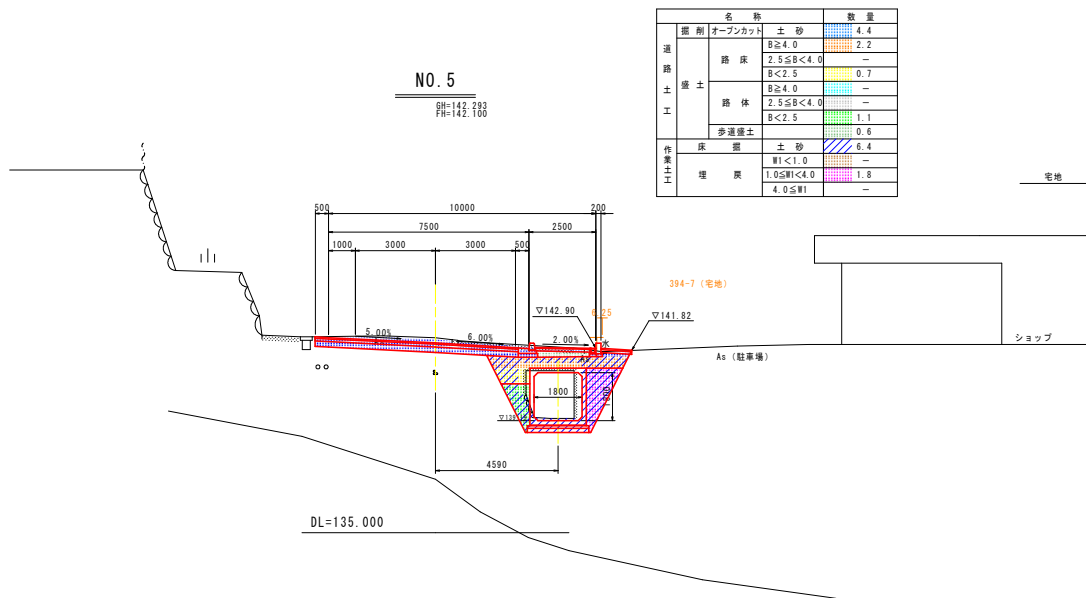 名 称 数 量
道路土工 掘 削 オープンカット 土 砂 4.4
盛 土 路 床 B≧4.0 2.2
2.5≦B<4.0 －
B<2.5 0.7
路 体 B≧4.0 －
2.5≦B<4.0 －
B<2.5 1.1
歩道盛土 0.6
作業土工 床 掘 土 砂 6.4
埋 戻 W1<1.0 －
1.0≦W1<4.0 1.8
4.0≦W1 －
NO.5
GH=142.293
FH=142.100
宅地
500 10000 200
7500 2500
1000 3000 3000 500
394-7 (宅地)
▽142.90
6.25
▽141.82
5.00%
6.00%
2.00%
水
As (駐車場)
ショップ
1800
4590
DL=135.000